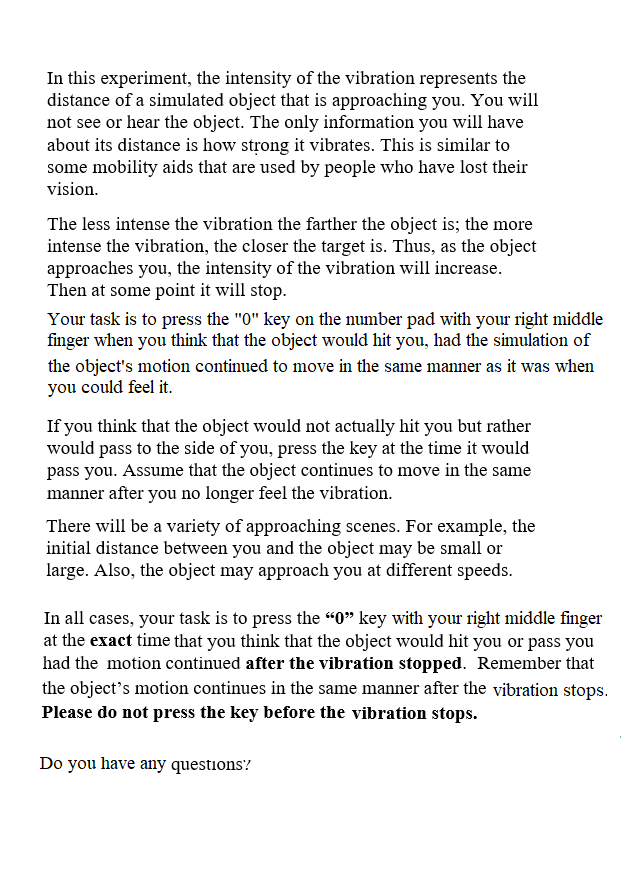 In this experiment, the intensity of the vibration represents the
distance of a simulated object that is approaching you. You will
not see or hear the object. The only information you will have
about its distance is how strong it vibrates. This is similar to
some mobility aids that are used by people who have lost their
vision.
The less intense the vibration the farther the object is; the more
intense the vibration, the closer the target is. Thus, as the object
approaches you, the intensity of the vibration will increase.
Then at some point it will stop.
Your task is to press the "0" key on the number pad with your right middle
finger when you think that the object would hit you, had the simulation of
the object's motion continued to move in the same manner as it was when
you could feel it.
If you think that the object would not actually hit you but rather
would pass to the side of you, press the key at the time it would
pass you. Assume that the object continues to move in the same
manner after you no longer feel the vibration.
There will be a variety of approaching scenes. For example, the
initial distance between you and the object may be small or
large. Also, the object may approach you at different speeds.
In all cases, your task is to press the “0” key with your right middle finger
at the exact time that you think that the object would hit you or pass you
had the motion continued after the vibration stopped. Remember that
the object’s motion continues in the same manner after the vibration stops.
Please do not press the key before the vibration stops.
Do you have any questions?